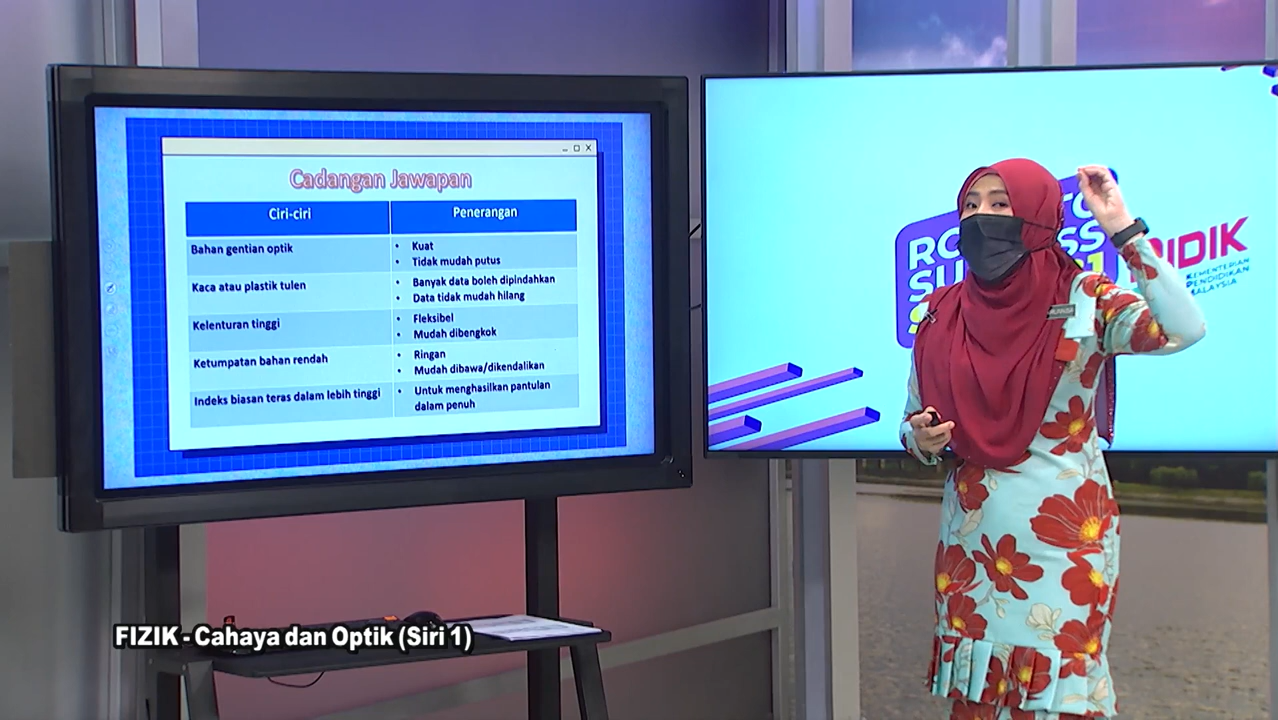 Cadangan Jawapan
Ciri-ciri
Penerangan
Bahan gentian optik
• Kuat
• Tidak mudah putus
Kaca atau plastik tulen
• Banyak data boleh dipindahkan
• Data tidak mudah hilang
Kelenturan tinggi
• Fleksibel
• Mudah dibengkok
Ketumpatan bahan rendah
• Ringan
• Mudah dibawa/dikendalikan
Indeks biasan teras dalam lebih tinggi
• Untuk menghasilkan pantulan
dalam penuh
KEMENTERIAN
PENDIDIKAN
MALAYSIA
FIZIK - Cahaya dan Optik (Siri 1)